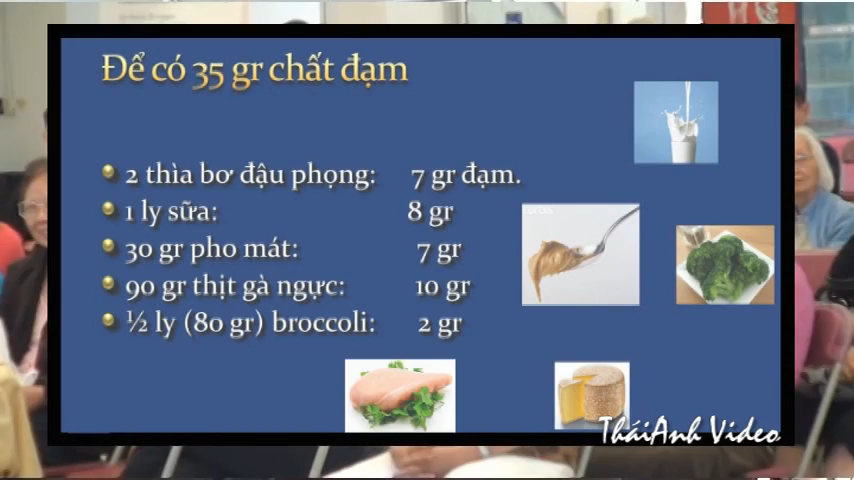 Để có 35 gr chất đạm
2 thìa bơ đậu phọng: 7 gr đạm.
1 ly sữa: 8 gr
30 gr pho mát: 7 gr
90 gr thịt gà ngực: 10 gr
½ ly (80 gr) broccoli: 2 gr
TháiAnh Video